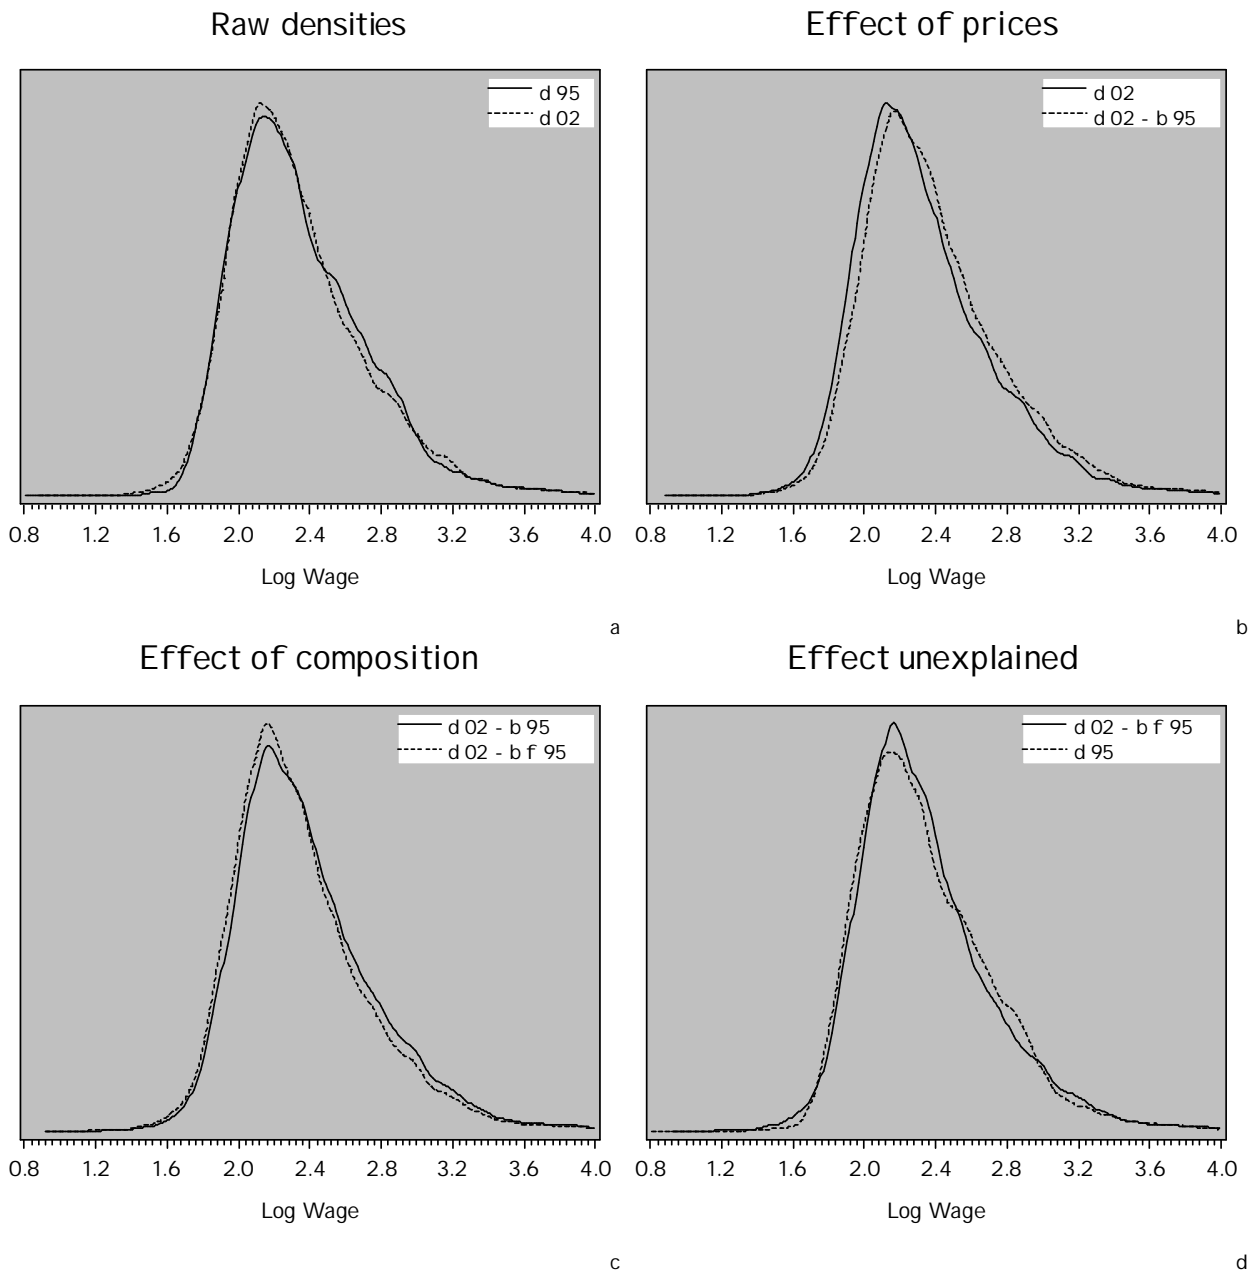 Raw densities
d 95
d 02
0.8 1.2 1.6 2.0 2.4 2.8 3.2 3.6 4.0
Log Wage
a
Effect of prices
d 02
d 02 - b 95
0.8 1.2 1.6 2.0 2.4 2.8 3.2 3.6 4.0
Log Wage
b
Effect of composition
d 02 - b 95
d 02 - b f 95
0.8 1.2 1.6 2.0 2.4 2.8 3.2 3.6 4.0
Log Wage
c
Effect unexplained
d 02 - b f 95
d 95
0.8 1.2 1.6 2.0 2.4 2.8 3.2 3.6 4.0
Log Wage
d